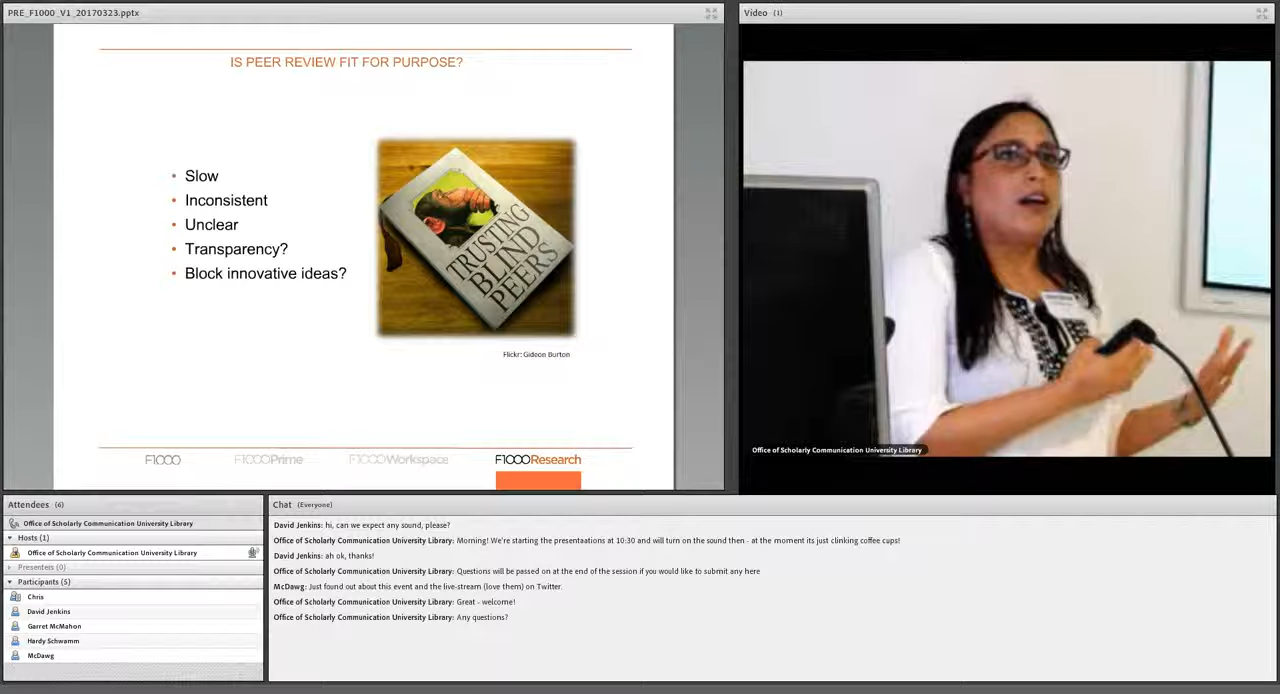 PRE_F1000_V1_20170323.pptx
IS PEER REVIEW FIT FOR PURPOSE?
• Slow
• Inconsistent
• Unclear
• Transparency?
• Block innovative ideas?
TRUSTING
BLIND
PEERS
Flickr: Gideon Burton
F1000
F1000Prime
F1000Workspace
F1000Research
Video (1)
Office of Scholarly Communication University Library
Attendees (6)
Office of Scholarly Communication University Library
Hosts (1)
Office of Scholarly Communication University Library
Presenters (0)
Participants (5)
Chris
David Jenkins
Garret McMahon
Hardy Schwamm
McDawg
Chat (Everyone)
David Jenkins: hi, can we expect any sound, please?
Office of Scholarly Communication University Library: Morning! We're starting the presentaations at 10:30 and will turn on the sound then - at the moment its just clinking coffee cups!
David Jenkins: ah ok, thanks!
Office of Scholarly Communication University Library: Questions will be passed on at the end of the session if you would like to submit any here
McDawg: Just found out about this event and the live-stream (love them) on Twitter.
Office of Scholarly Communication University Library: Great - welcome!
Office of Scholarly Communication University Library: Any questions?